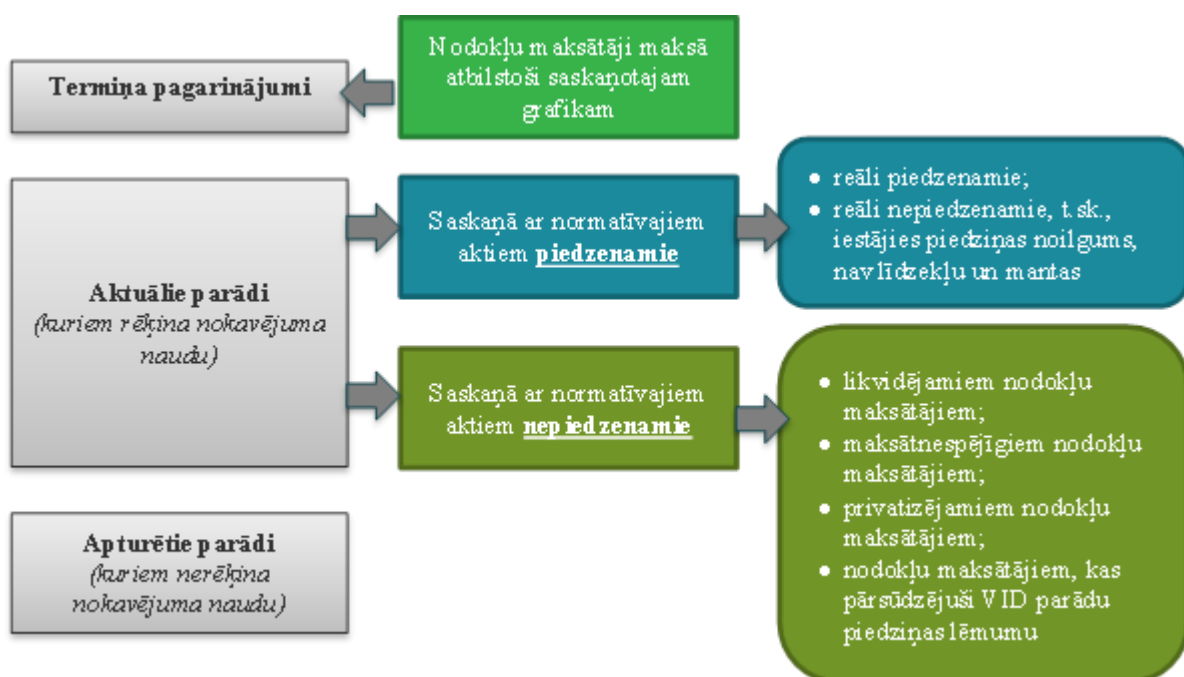 Termiņa pagarinājumi
Nodokļu maksātāji maksā
atbilstoši saskaņotajam
grafikam
Aktuālie parādi
(kuriem rēķina nokavējuma
naudu)
Saskaņā ar normatīvajiem
aktiem piedzenamie
• reāli piedzenamie;
• reāli nepiedzenamie, t.sk.,
iestājies piedziņas noilgums,
nav līdzekļu un mantas
Saskaņā ar normatīvajiem
aktiem nepiedzenamie
• likvidējamiem nodokļu
maksātājiem;
• maksātnespējīgiem nodokļu
maksātājiem;
• privatizējamiem nodokļu
maksātājiem;
• nodokļu maksātājiem, kas
pārsūdzējuši VID parādu
piedziņas lēmumu
Apturētie parādi
(kuriem nerēķina
nokavējuma naudu)